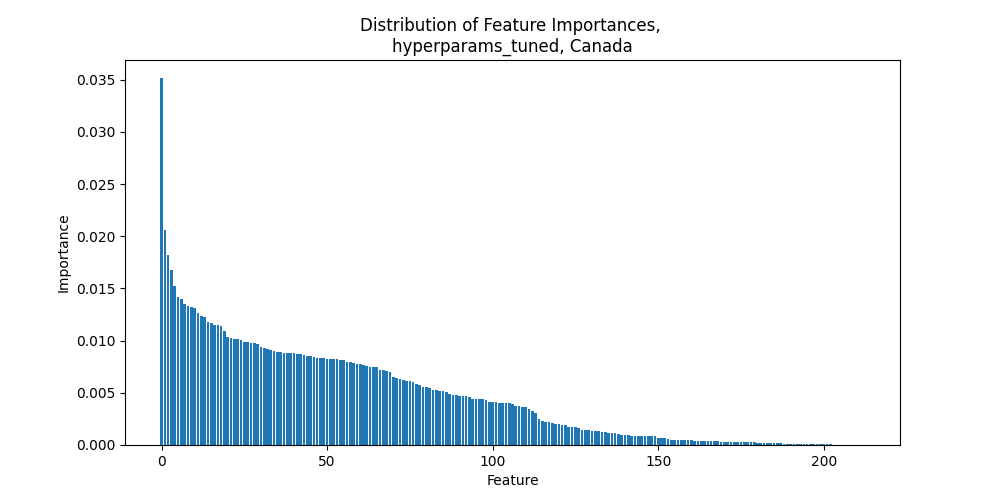 Distribution of Feature Importances,
hyperparams_tuned, Canada
0.035
0.030
0.025
0.020
0.015
0.010
0.005
0.000
Importance
0 50 100 150 200
Feature